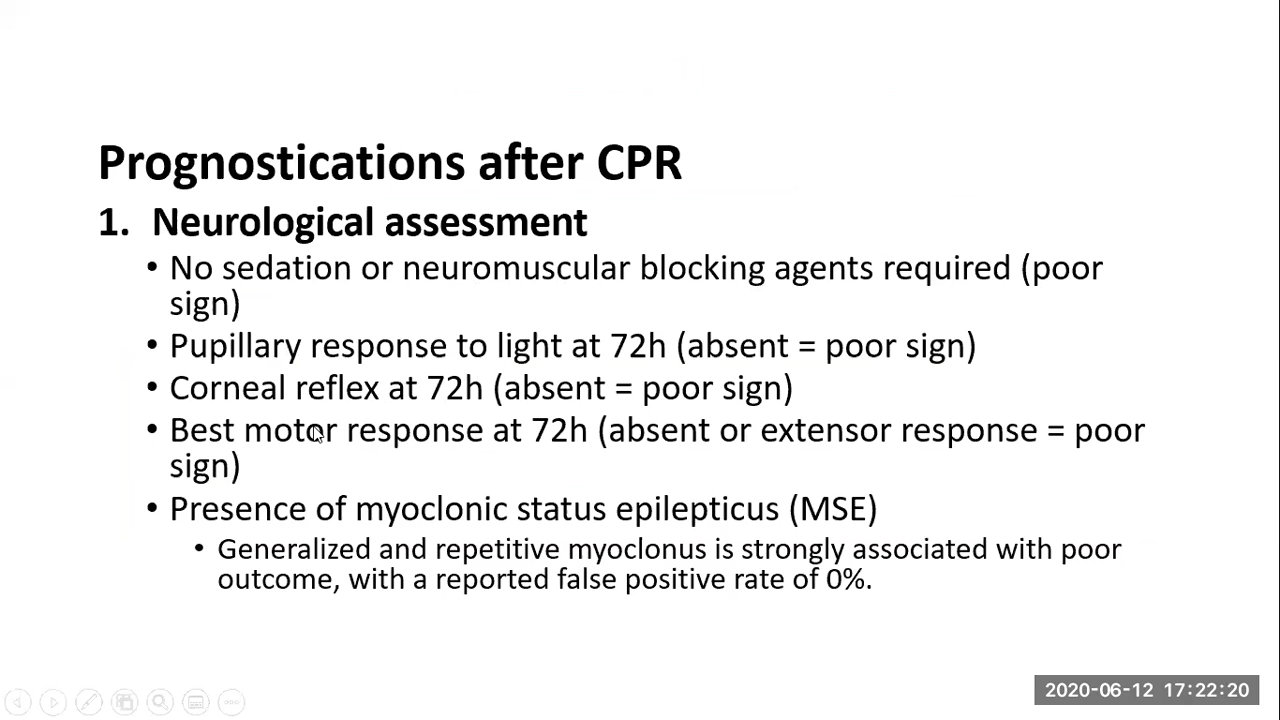 Prognostications after CPR
1. Neurological assessment
• No sedation or neuromuscular blocking agents required (poor
sign)
• Pupillary response to light at 72h (absent = poor sign)
• Corneal reflex at 72h (absent = poor sign)
• Best motor response at 72h (absent or extensor response = poor
sign)
• Presence of myoclonic status epilepticus (MSE)
• Generalized and repetitive myoclonus is strongly associated with poor
outcome, with a reported false positive rate of 0%.
2020-06-12 17:22:20